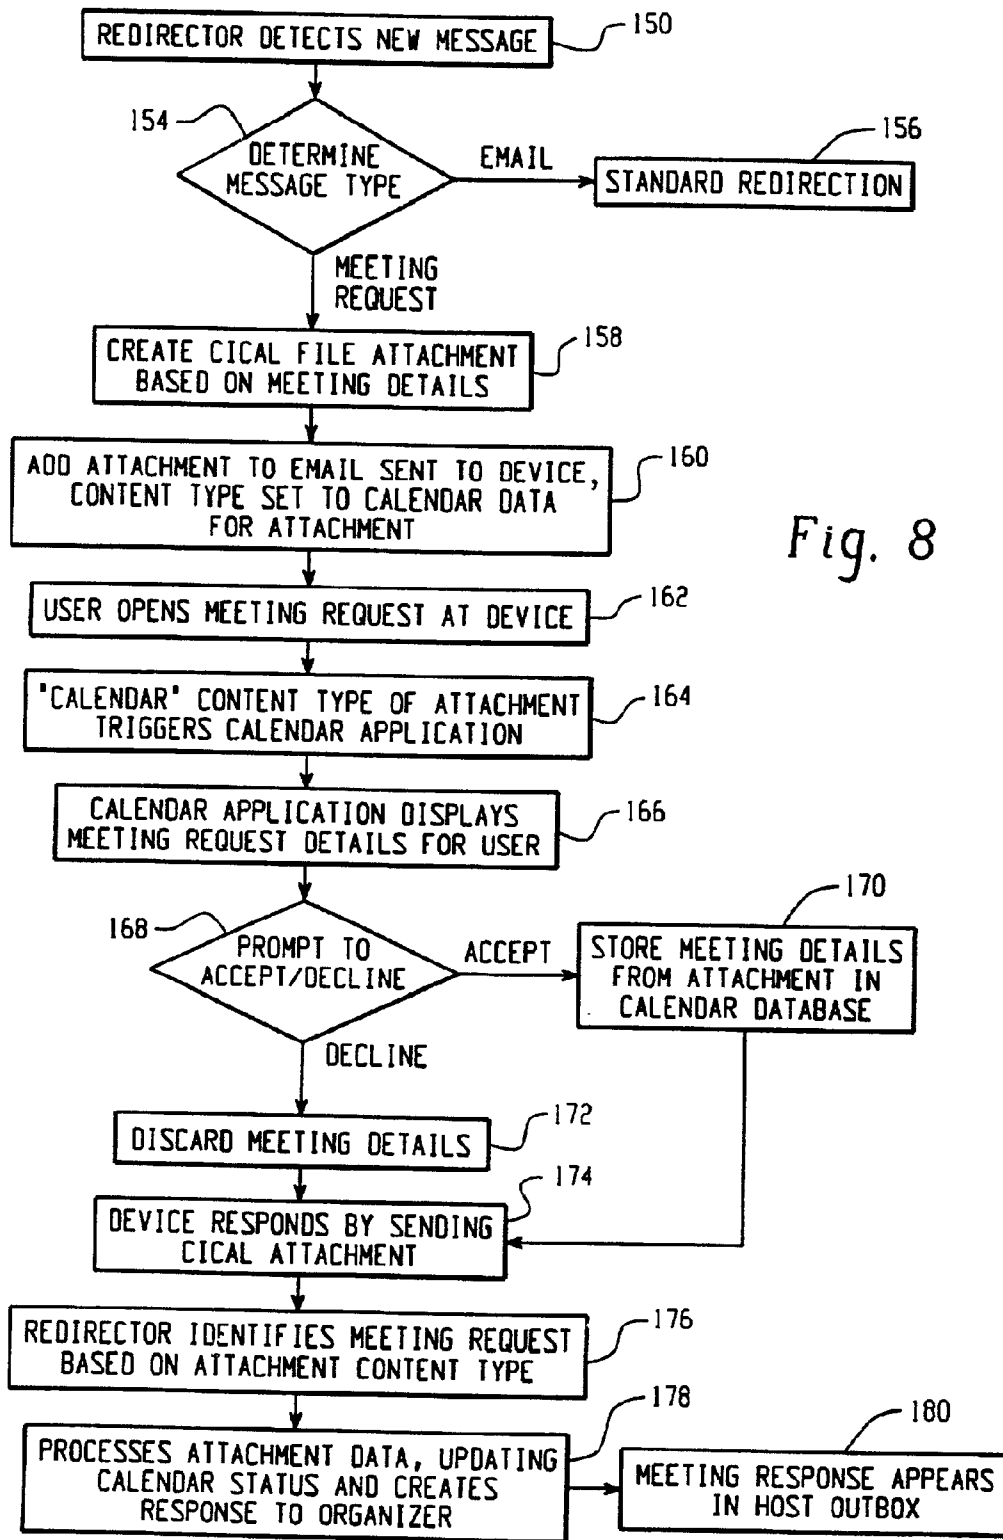 REDIRECTOR DETECTS NEW MESSAGE
150
154
DETERMINE
MESSAGE TYPE
EMAIL
156
STANDARD REDIRECTION
MEETING
REQUEST
158
CREATE CICAL FILE ATTACHMENT
BASED ON MEETING DETAILS
160
ADD ATTACHMENT TO EMAIL SENT TO DEVICE,
CONTENT TYPE SET TO CALENDAR DATA
FOR ATTACHMENT
Fig. 8
162
USER OPENS MEETING REQUEST AT DEVICE
164
"CALENDAR" CONTENT TYPE OF ATTACHMENT
TRIGGERS CALENDAR APPLICATION
166
CALENDAR APPLICATION DISPLAYS
MEETING REQUEST DETAILS FOR USER
168
PROMPT TO
ACCEPT/DECLINE
ACCEPT
170
STORE MEETING DETAILS
FROM ATTACHMENT IN
CALENDAR DATABASE
DECLINE
172
DISCARD MEETING DETAILS
174
DEVICE RESPONDS BY SENDING
CICAL ATTACHMENT
176
REDIRECTOR IDENTIFIES MEETING REQUEST
BASED ON ATTACHMENT CONTENT TYPE
178
PROCESSES ATTACHMENT DATA, UPDATING
CALENDAR STATUS AND CREATES
RESPONSE TO ORGANIZER
180
MEETING RESPONSE APPEARS
IN HOST OUTBOX